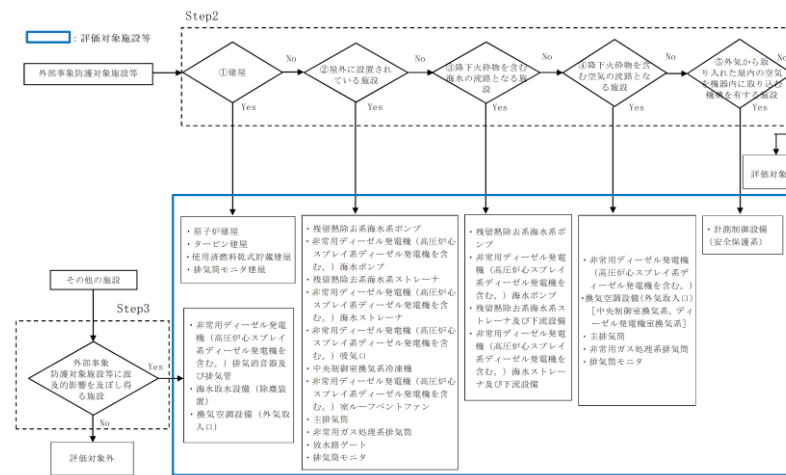 Step2
：評価対象施設等
外部事象防護対象施設等
①建屋
No
②屋外に設置され
ている施設
No
③降下火砕物を含む
海水の流路となる施
設
No
④降下火砕物を含
む空気の流路とな
る施設
No
⑤外気から取
り入れた屋内の空気
を機器内に取り込む
機構を有する施設
Yes
Yes
Yes
Yes
Yes
評価対象
・原子炉建屋
・タービン建屋
・使用済燃料乾式貯蔵建屋
・排気筒モニタ建屋
・残留熱除去系海水系ポンプ
・非常用ディーゼル発電機（高圧炉心
スプレイ系ディーゼル発電機を含
む。）海水ポンプ
・残留熱除去系海水系ストレーナ
・非常用ディーゼル発電機（高圧炉心
スプレイ系ディーゼル発電機を含
む。）海水ストレーナ
・非常用ディーゼル発電機（高圧炉心
スプレイ系ディーゼル発電機を含
む。）吸気口
・中央制御室換気系冷凍機
・非常用ディーゼル発電機（高圧炉心
スプレイ系ディーゼル発電機を含
む。）室ルーフベントファン
・主排気筒
・非常用ガス処理系排気筒
・放水路ゲート
・排気筒モニタ
・残留熱除去系海水系ポ
ンプ
・非常用ディーゼル発電
機（高圧炉心スプレイ
系ディーゼル発電機を
含む。）海水ポンプ
・残留熱除去系海水系ス
トレーナ及び下流設備
・非常用ディーゼル発電
機（高圧炉心スプレイ
系ディーゼル発電機を
含む。）海水ストレー
ナ及び下流設備
・非常用ディーゼル発電機
（高圧炉心スプレイ系ディ
ーゼル発電機を含む。）
・換気空調設備（外気取入口）
［中央制御室換気系，ディ
ーゼル発電機室換気系］
・主排気筒
・非常用ガス処理系排気筒
・排気筒モニタ
・計測制御設備
（安全保護系）
その他の施設
Step3
外部事象
防護対象施設等に波
及的影響を及ぼし得
る施設
Yes
No
評価対象外
・非常用ディーゼル発電
機（高圧炉心スプレイ
系ディーゼル発電機を
含む。）排気消音器及
び排気管
・海水取水設備（除塵装
置）
・換気空調設備（外気取
入口）